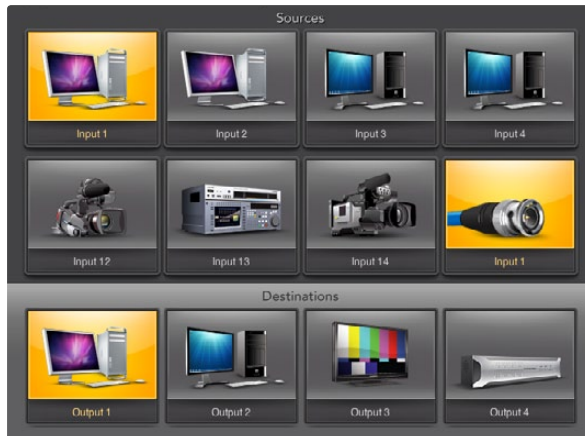 Sources
Input 1
Input 2
Input 3
Input 4
Input 12
Input 13
Input 14
Input 1
Destinations
Output 1
Output 2
Output 3
Output 4